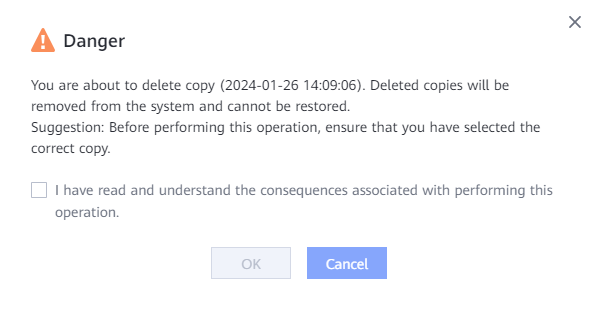 Danger
You are about to delete copy (2024-01-26 14:09:06). Deleted copies will be
removed from the system and cannot be restored.
Suggestion: Before performing this operation, ensure that you have selected the
correct copy.
I have read and understand the consequences associated with performing this
operation.
OK
Cancel